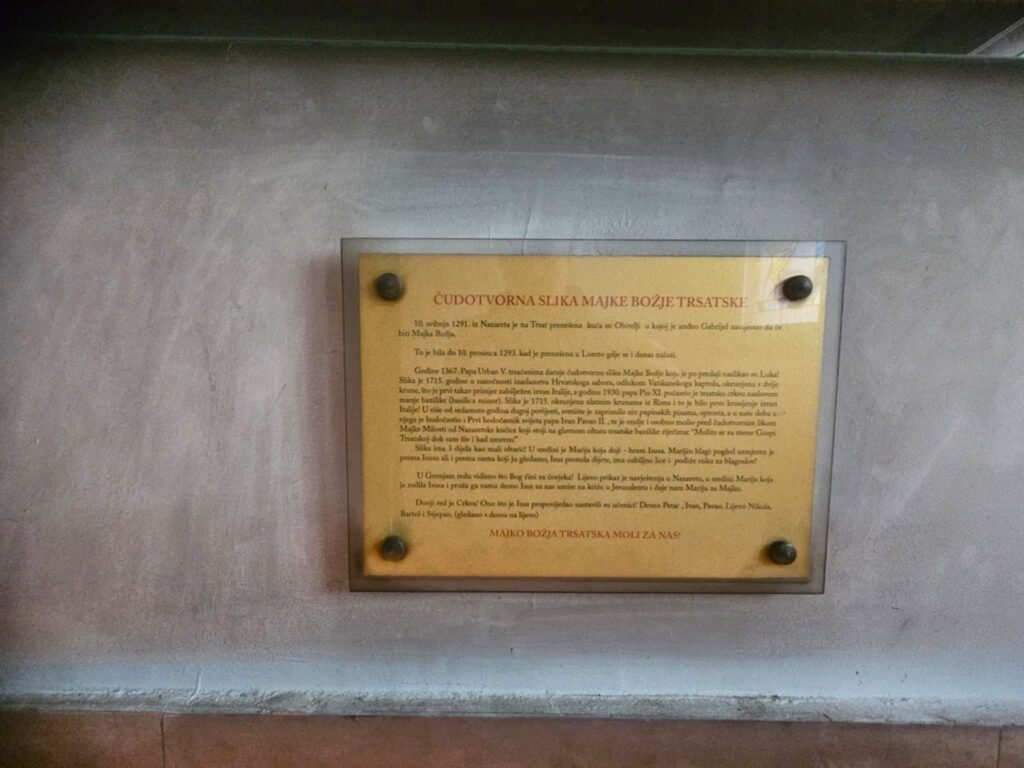 ČUDOTVORNA SLIKA MAJKE BOŽJE TRSATSKE
10. svibnja 1291. iz Nazareta je na Trsat prenešena kuća sv. Obitelji u kojoj je anđeo Gabrijel navijestio da će
biti Majka Božja.
Tu je bila do 10. prosinca 1293. kad je prenešena u Loreto gdje se i danas nalazi.
Godine 1367. Papa Urban V. trsaćanima daruje čudotvornu sliku Majke Božje koju je po predaji naslikao sv. Luka!
Slika je 1715. godine u nazočnosti izaslanstva Hrvatskoga sabora, odlukom Vatikanskoga kaptola, okrunjena s dvije
krune, što je prvi takav primjer zabilježen izvan Italije, a godine 1930. papa Pio XI. počastio je trsatsku crkvu naslovom
manje bazilike (basilica minor). Slika je 1715. okrunjena zlatnim krunama iz Rima i to je bilo prvo krunjenje izvan
Italije! U više od sedamsto godina dugoj povijesti, svetište je zaprimilo niz papinskih pisama, oprosta, a u naše doba u
njega je hodočastio i Prvi hodočasnik svijeta papa Ivan Pavao II., te je ondje i osobno molio pred čudotvornim likom
Majke Milosti od Nazaretske kućice koji stoji na glavnom oltaru trsatske bazilike riječima: "Molite se za mene Gospi
Trsatskoj dok sam živ i kad umrem!"
Slika ima 3 dijela kao mali oltarić! U sredini je Marija koja doji - hrani Isusa. Marijin blagi pogled usmjeren je
prema Isusu ali i prema nama koji ju gledamo, Isus premda dijete, ima ozbiljno lice i podiže ruku za blagoslov!
U Gornjem redu vidimo što Bog čini za čovjeka! Lijevo prikaz je navještenja u Nazaretu, u sredini Marija koja
je rodila Isusa i pruža ga nama desno Isus za nas umire na križu u Jeruzalemu i daje nam Mariju za Majku.
Donji red je Crkva! Ono što je Isus propovijedao nastavili su učenici! Desno Petar, Ivan, Pavao. Lijevo Nikola,
Bartol i Stjepan. (gledano s desna na lijevo)
MAJKO BOŽJA TRSATSKA MOLI ZA NAS!